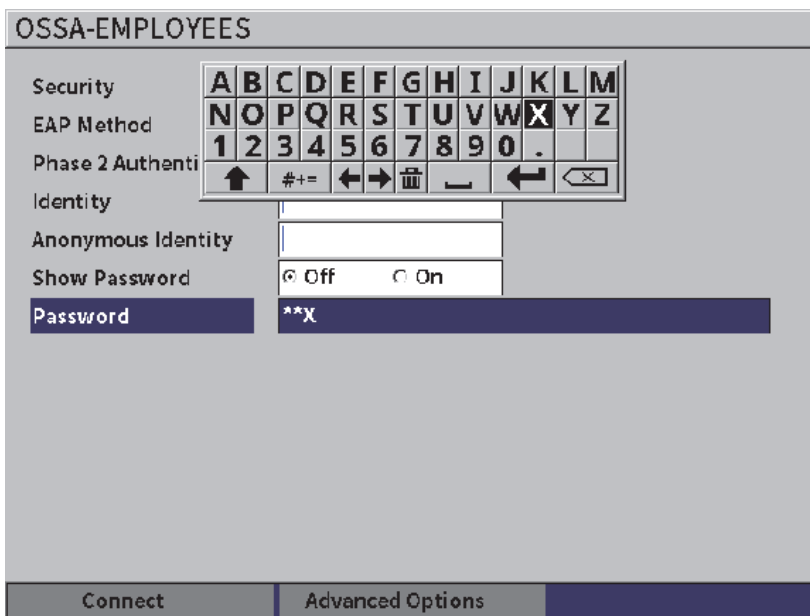 OSSA-EMPLOYEES
Security
EAP Method
Phase 2 Authenti
Identity
Anonymous Identity
Show Password
Off On
Password
**X
A B C D E F G H I J K L M
N O P Q R S T U V W X Y Z
1 2 3 4 5 6 7 8 9 0 .
#+=
Connect
Advanced Options